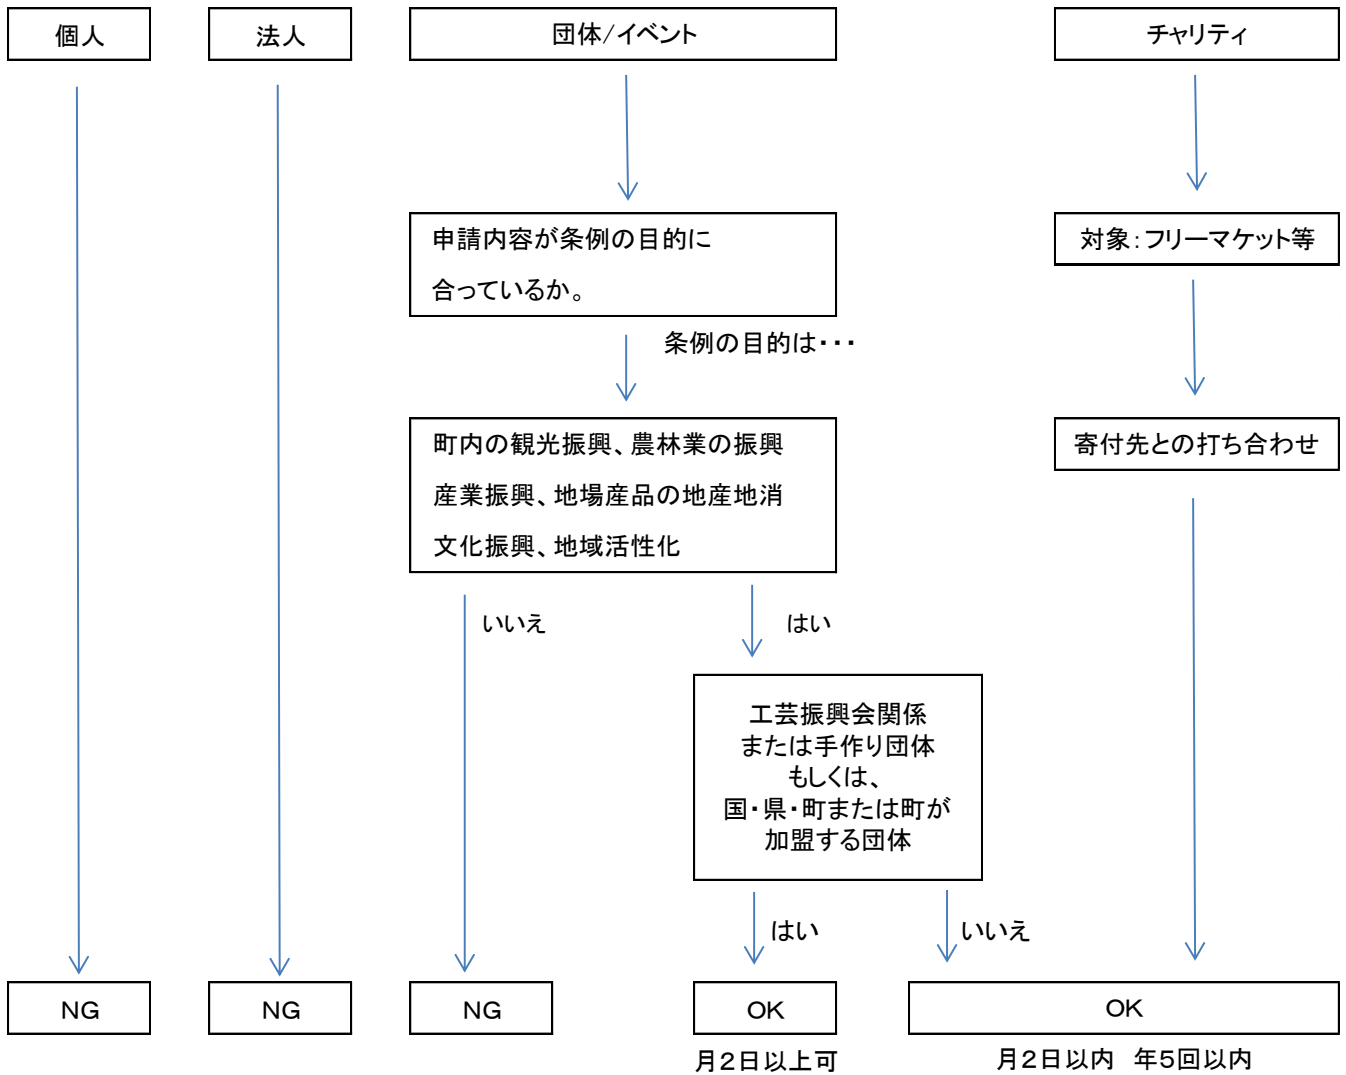 個人
法人
団体/イベント
チャリティ
申請内容が条例の目的に
合っているか。
対象：フリーマケット等
条例の目的は・・・
町内の観光振興、農林業の振興
産業振興、地場産品の地産地消
文化振興、地域活性化
寄付先との打ち合わせ
いいえ
はい
工芸振興会関係
または手作り団体
もしくは、
国・県・町または町が
加盟する団体
はい
いいえ
ＮＧ
ＮＧ
ＮＧ
ＯＫ
ＯＫ
月２日以上可
月２日以内　年５回以内